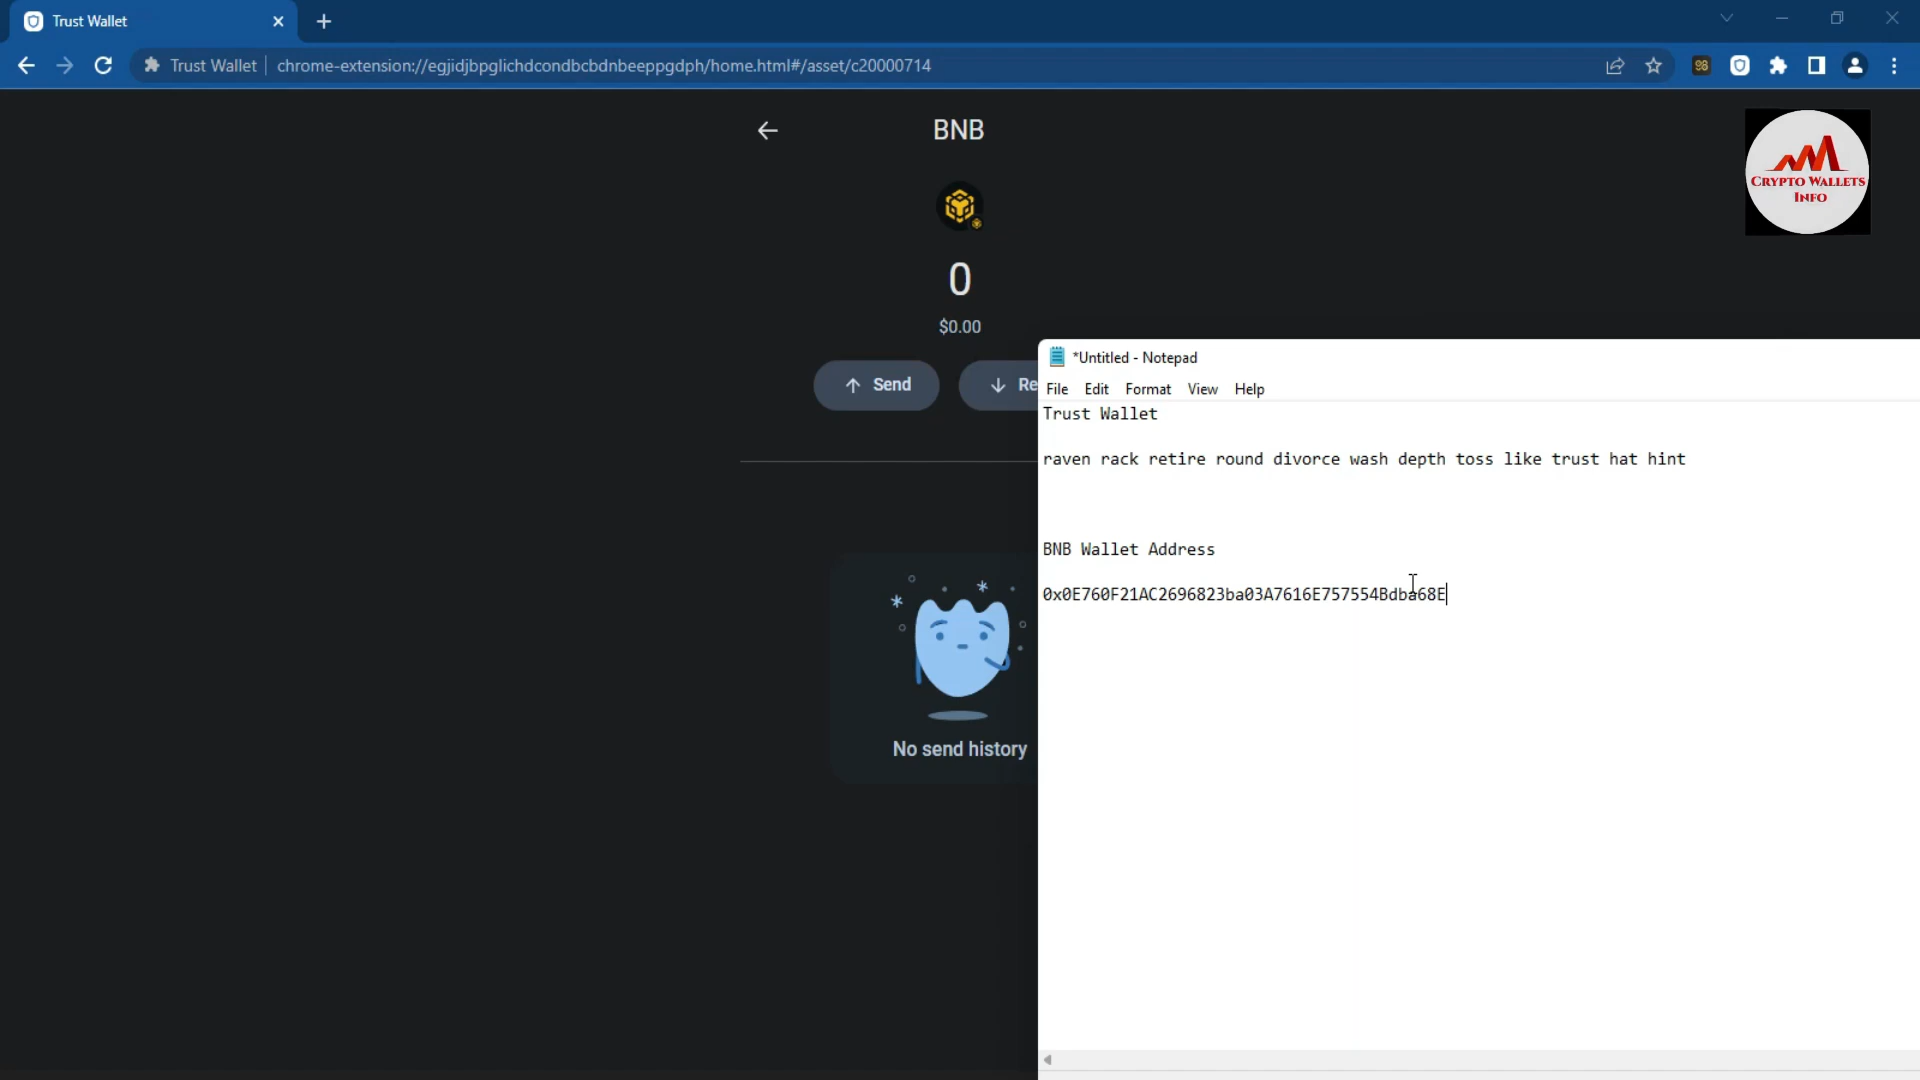 Trust Wallet
Trust Wallet
chrome-extension://egjidjbpglichdcondbcbdnbeeppgdph/home.html#/asset/c20000714
98
BNB
CRYPTO WALLETS
INFO
0
$0.00
Send
Re
No send history
*Untitled - Notepad
File Edit Format View Help
Trust Wallet
raven rack retire round divorce wash depth toss like trust hat hint
BNB Wallet Address
0x0E760F21AC2696823ba03A7616E757554Bdba68E